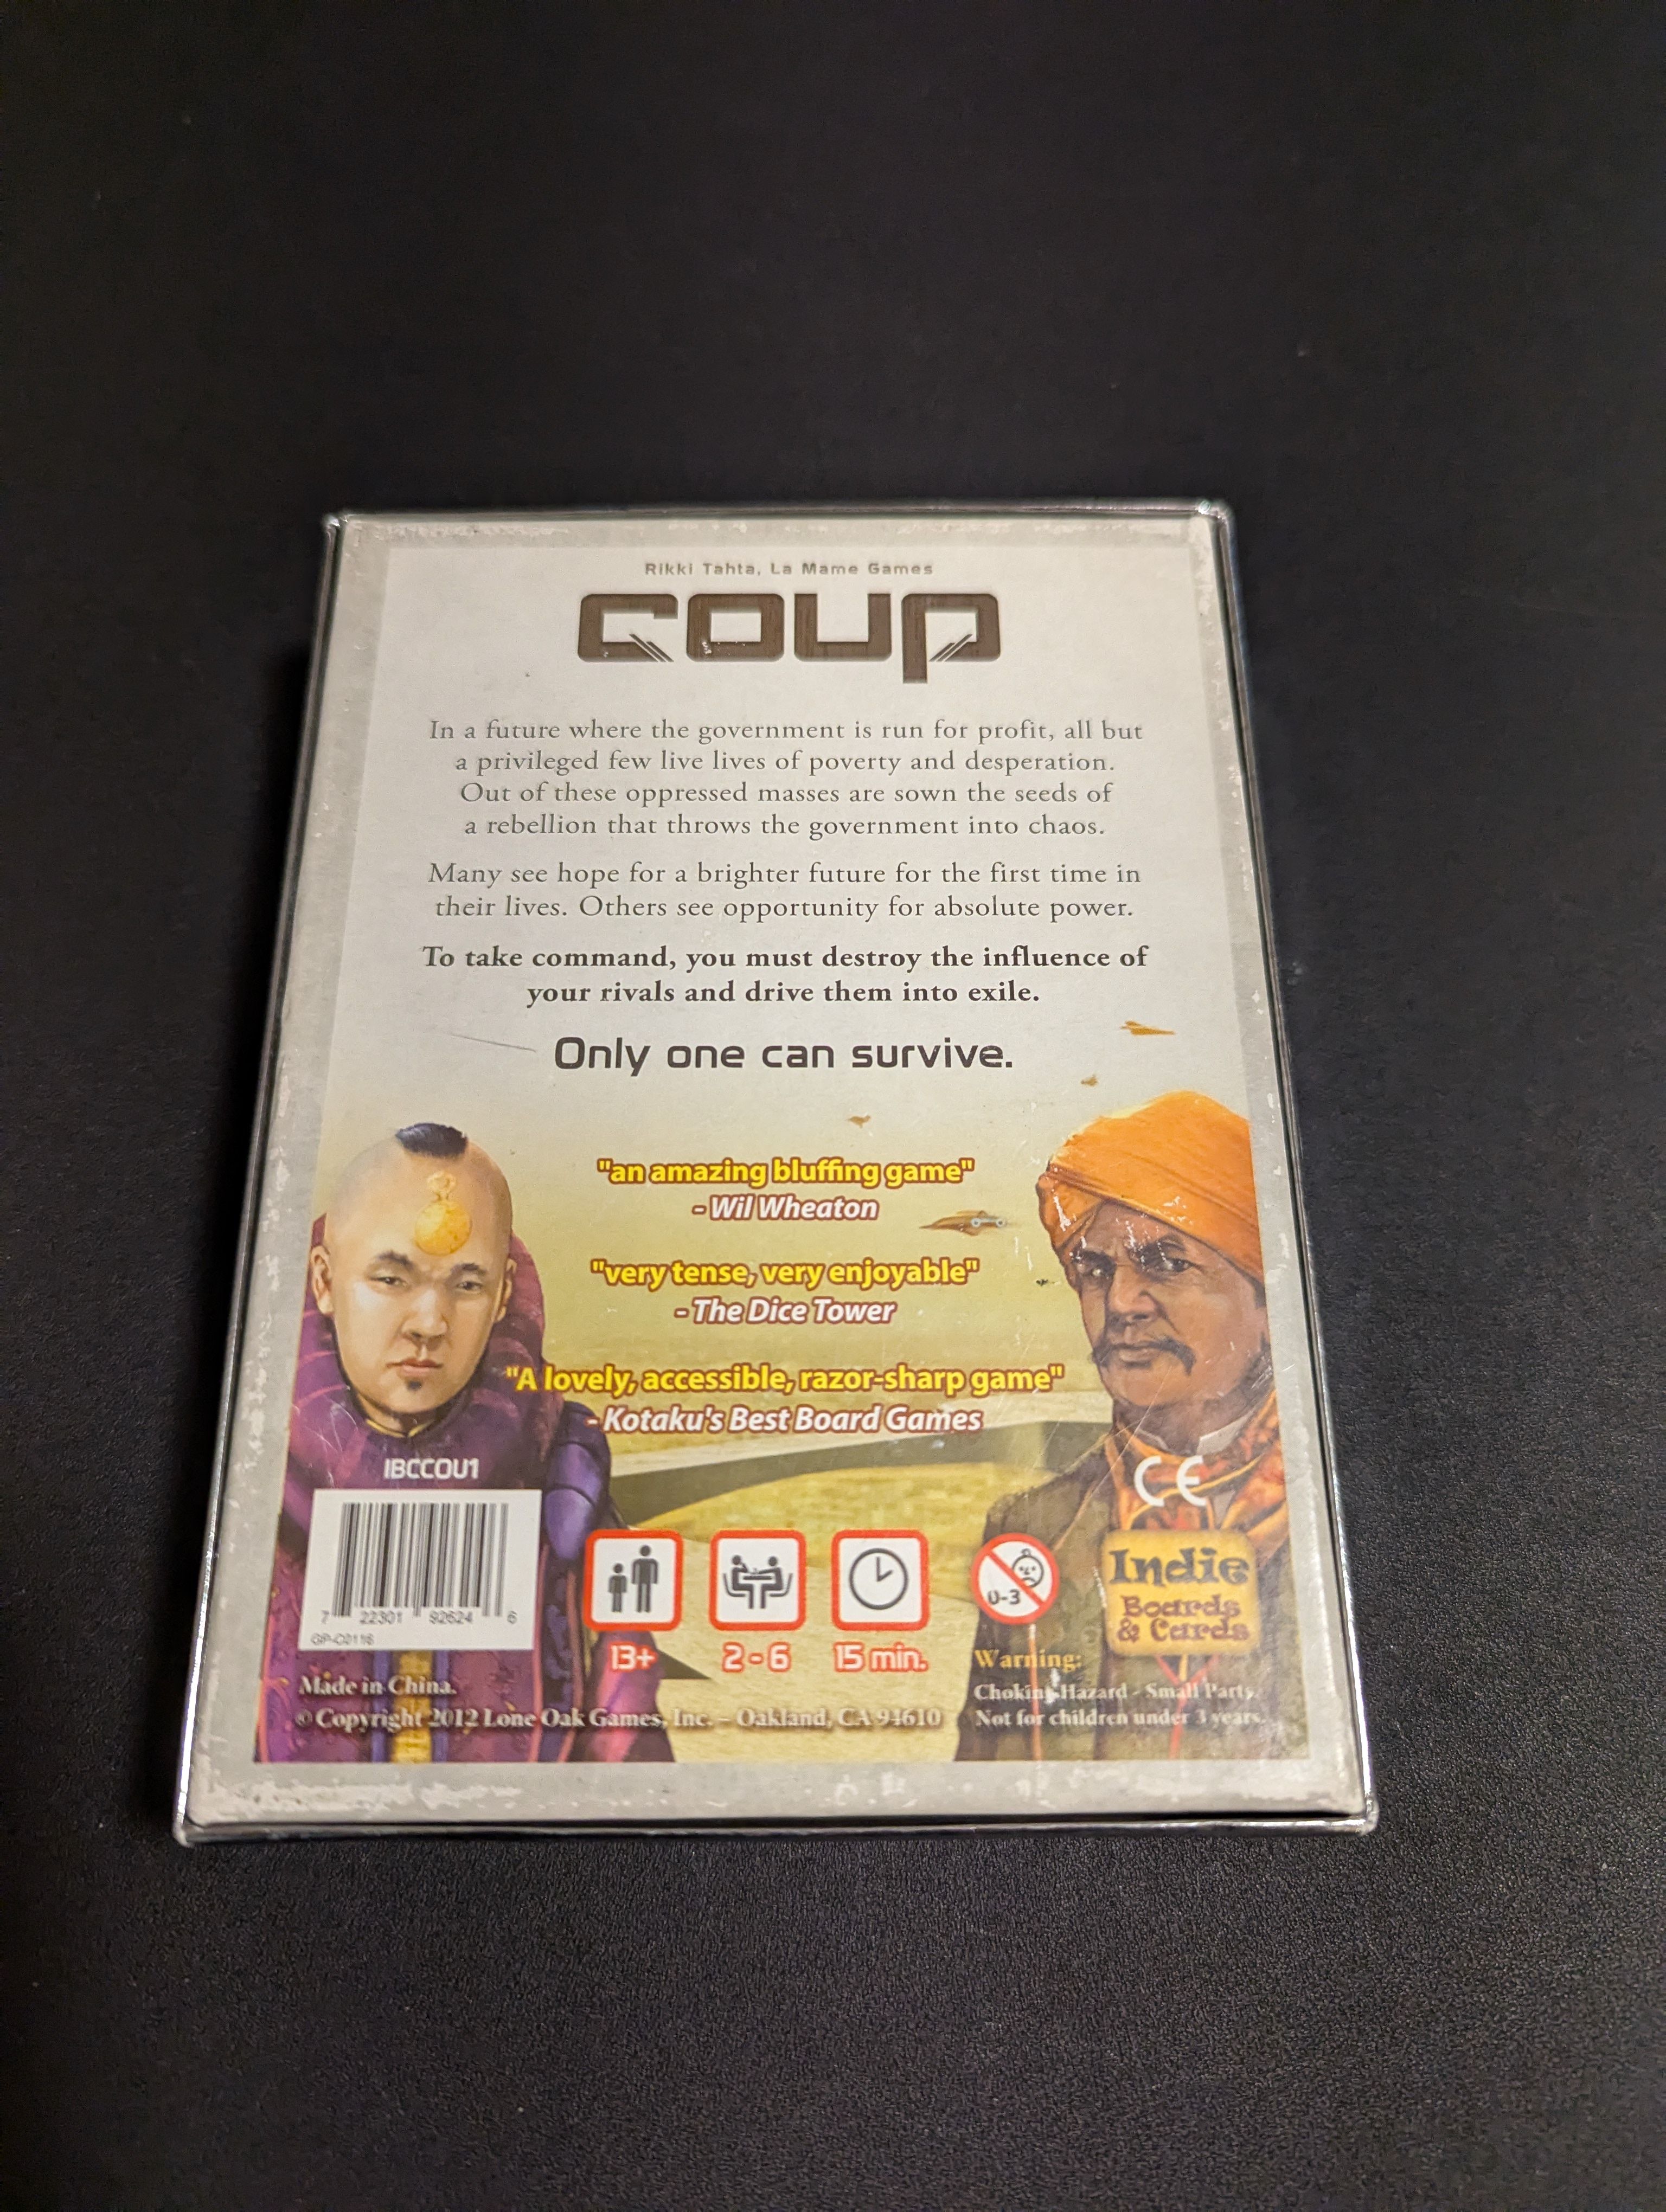 Rikki Tahta, La Mame Games
coup
In a future where the government is run for profit, all but
a privileged few live lives of poverty and desperation.
Out of these oppressed masses are sown the seeds of
a rebellion that throws the government into chaos.
Many see hope for a brighter future for the first time in
their lives. Others see opportunity for absolute power.
To take command, you must destroy the influence of
your rivals and drive them into exile.
Only one can survive.
"an amazing bluffing game"
- Wil Wheaton
"very tense, very enjoyable"
- The Dice Tower
"A lovely, accessible, razor-sharp game"
- Kotaku's Best Board Games
IBCCOU1
CE
7 22301 92624 6
GP-C0116
0-3
Indie
Boards
& Cards
13+
2 - 6
15 min.
Warning:
Choking Hazard - Small Parts.
Not for children under 3 years.
Made in China.
© Copyright 2012 Lone Oak Games, Inc. – Oakland, CA 94610